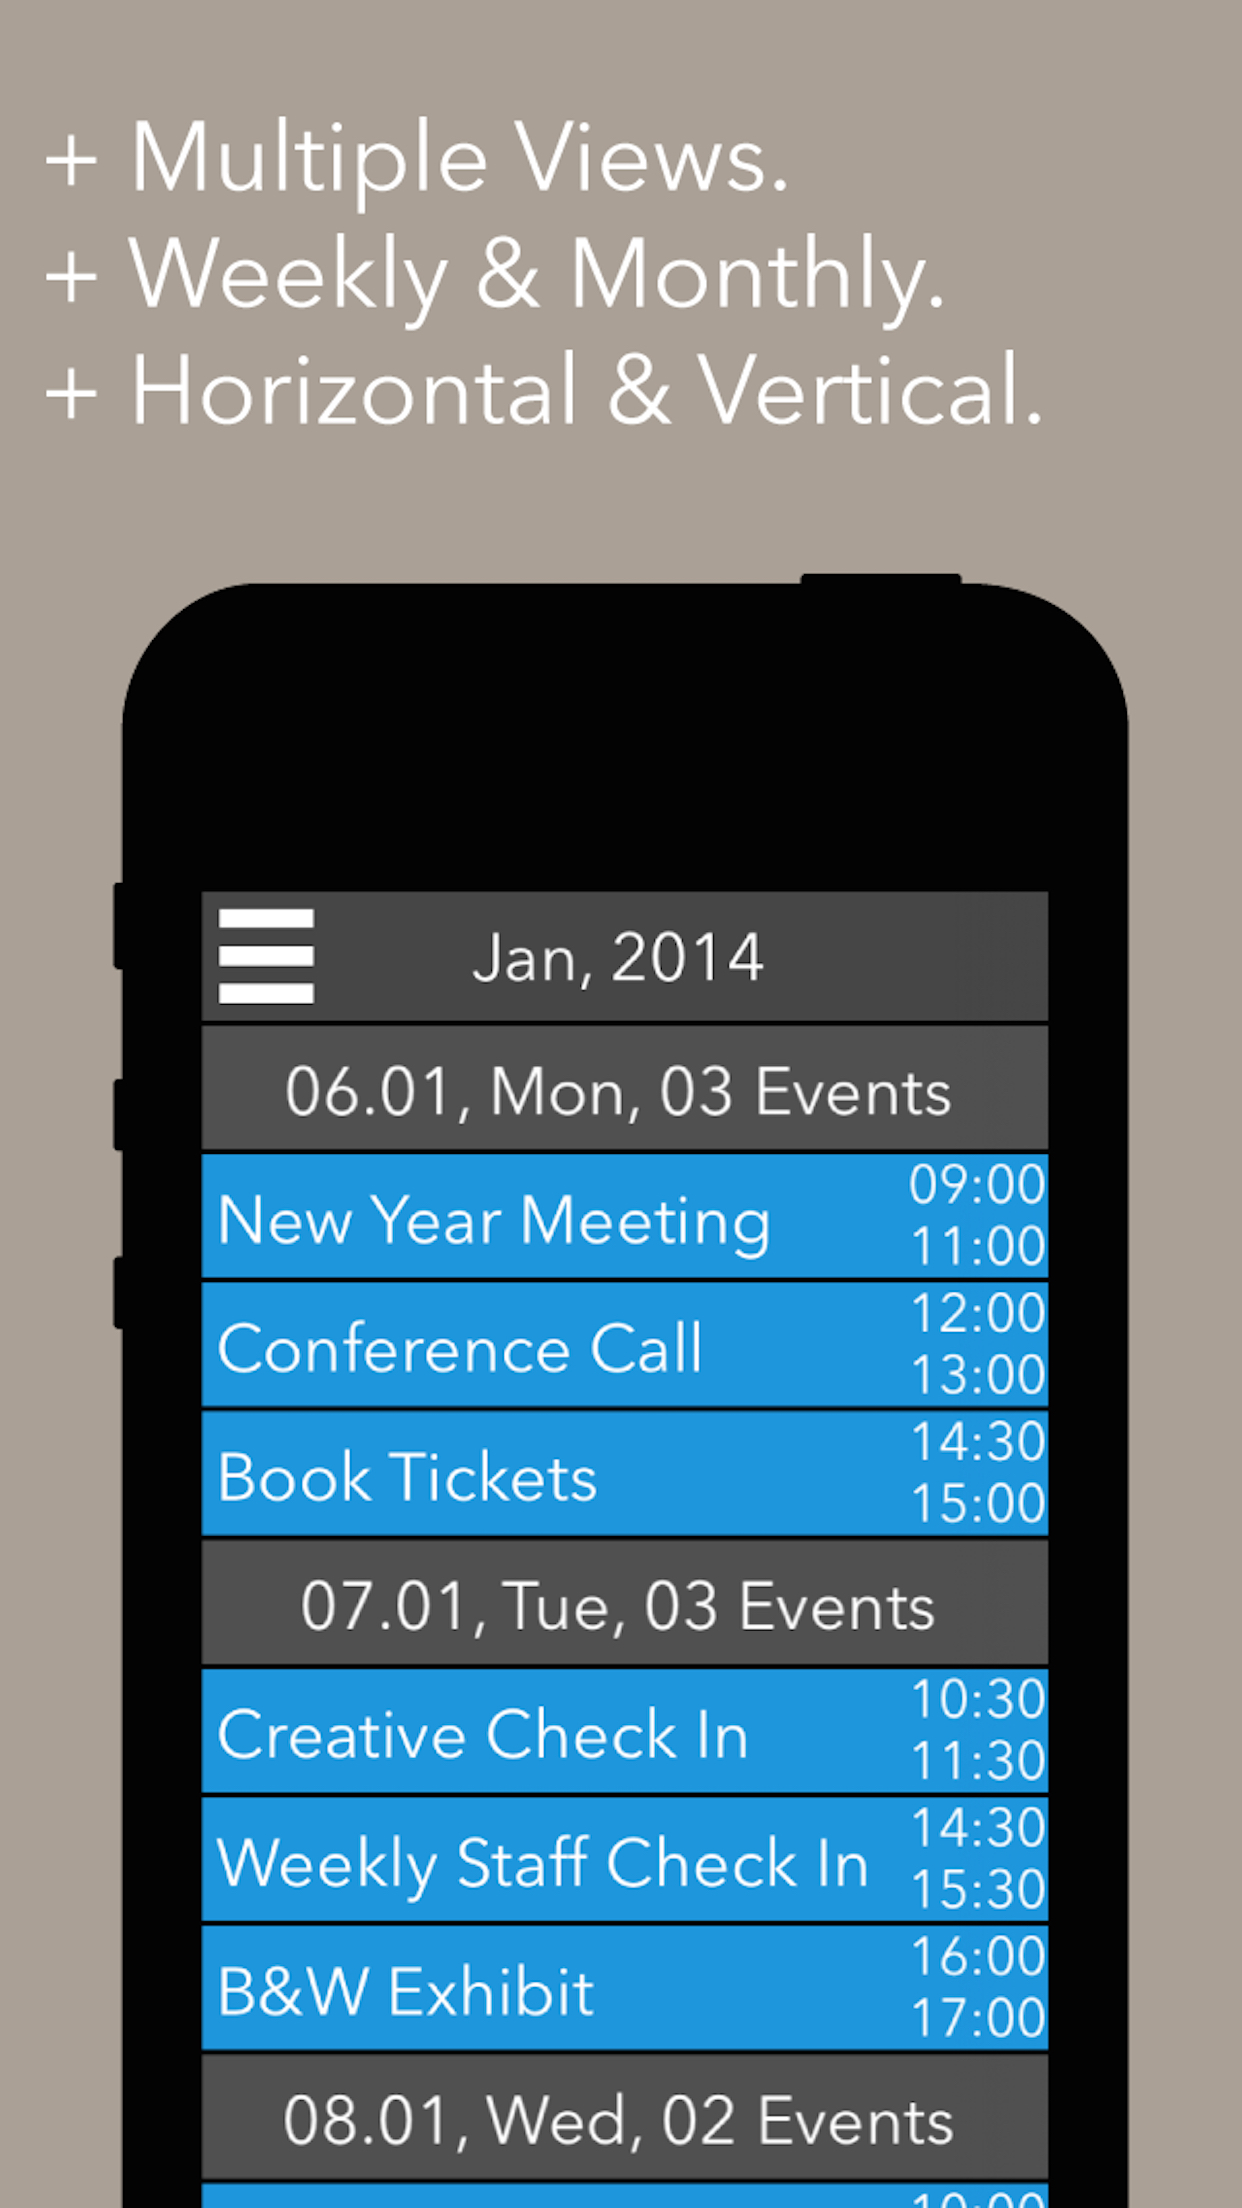 + Multiple Views.
+ Weekly & Monthly.
+ Horizontal & Vertical.
Jan, 2014
06.01, Mon, 03 Events
New Year Meeting
09:00
11:00
Conference Call
12:00
13:00
Book Tickets
14:30
15:00
07.01, Tue, 03 Events
Creative Check In
10:30
11:30
Weekly Staff Check In
14:30
15:30
B&W Exhibit
16:00
17:00
08.01, Wed, 02 Events
10:00